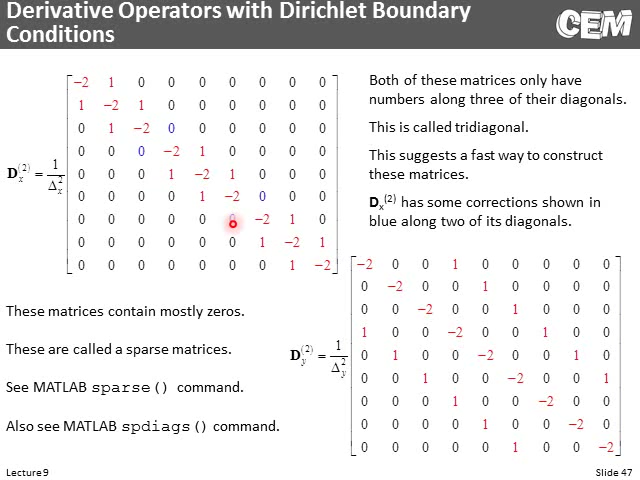 Derivative Operators with Dirichlet Boundary
Conditions
CEM
−2 1 0 0 0 0 0 0 0
1 −2 1 0 0 0 0 0 0
0 1 −2 0 0 0 0 0 0
0 0 0 −2 1 0 0 0 0
D_x^(2) = 1/Δ_x^2 0 0 0 1 −2 1 0 0 0
0 0 0 0 1 −2 0 0 0
0 0 0 0 0 0 −2 1 0
0 0 0 0 0 0 1 −2 1
0 0 0 0 0 0 0 1 −2
Both of these matrices only have
numbers along three of their diagonals.
This is called tridiagonal.
This suggests a fast way to construct
these matrices.
D_x^(2) has some corrections shown in
blue along two of its diagonals.
These matrices contain mostly zeros.
These are called a sparse matrices.
See MATLAB sparse() command.
Also see MATLAB spdiags() command.
−2 0 0 1 0 0 0 0 0
0 −2 0 0 1 0 0 0 0
0 0 −2 0 0 1 0 0 0
1 0 0 −2 0 0 1 0 0
D_y^(2) = 1/Δ_y^2 0 1 0 0 −2 0 0 1 0
0 0 1 0 0 −2 0 0 1
0 0 0 1 0 0 −2 0 0
0 0 0 0 1 0 0 −2 0
0 0 0 0 0 1 0 0 −2
Lecture 9
Slide 47